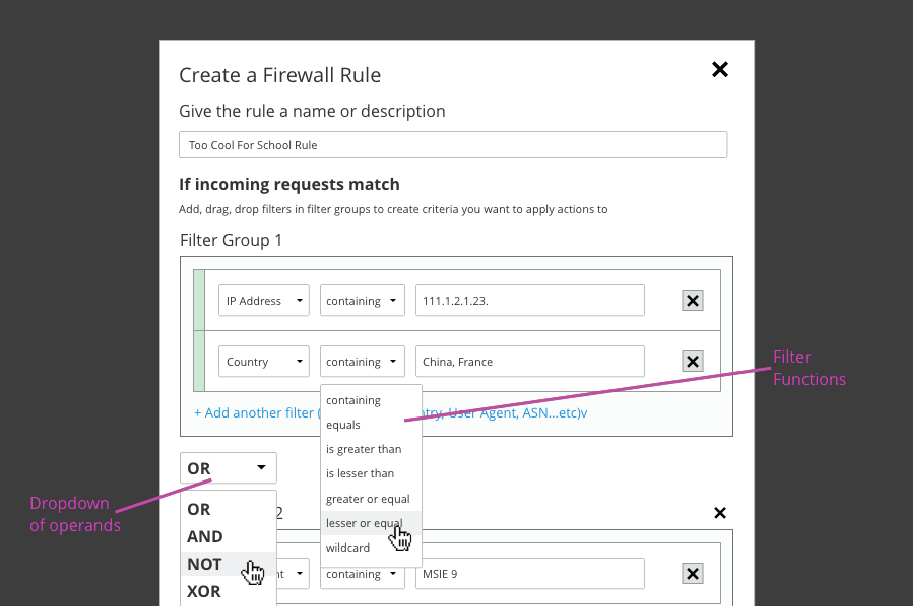 Create a Firewall Rule
Give the rule a name or description
Too Cool For School Rule
If incoming requests match
Add, drag, drop filters in filter groups to create criteria you want to apply actions to
Filter Group 1
IP Address containing 111.1.2.1.23.
Country containing China, France
Filter
Functions
containing
+ Add another filter ( ntry, User Agent, ASN...etc)v
equals
is greater than
is lesser than
greater or equal
lesser or equal
wildcard
OR
Dropdown
of operands
OR
AND
NOT
XOR
2
nt containing MSIE 9